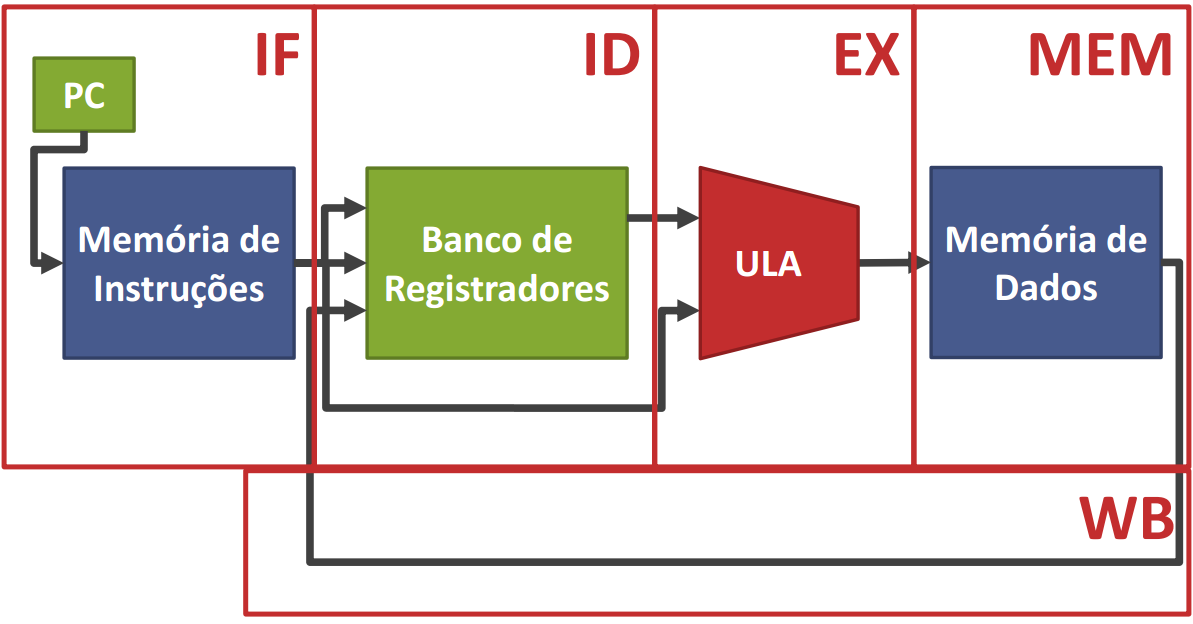 IF
ID
EX
MEM
PC
Memória de
Instruções
Banco de
Registradores
ULA
Memória de
Dados
WB